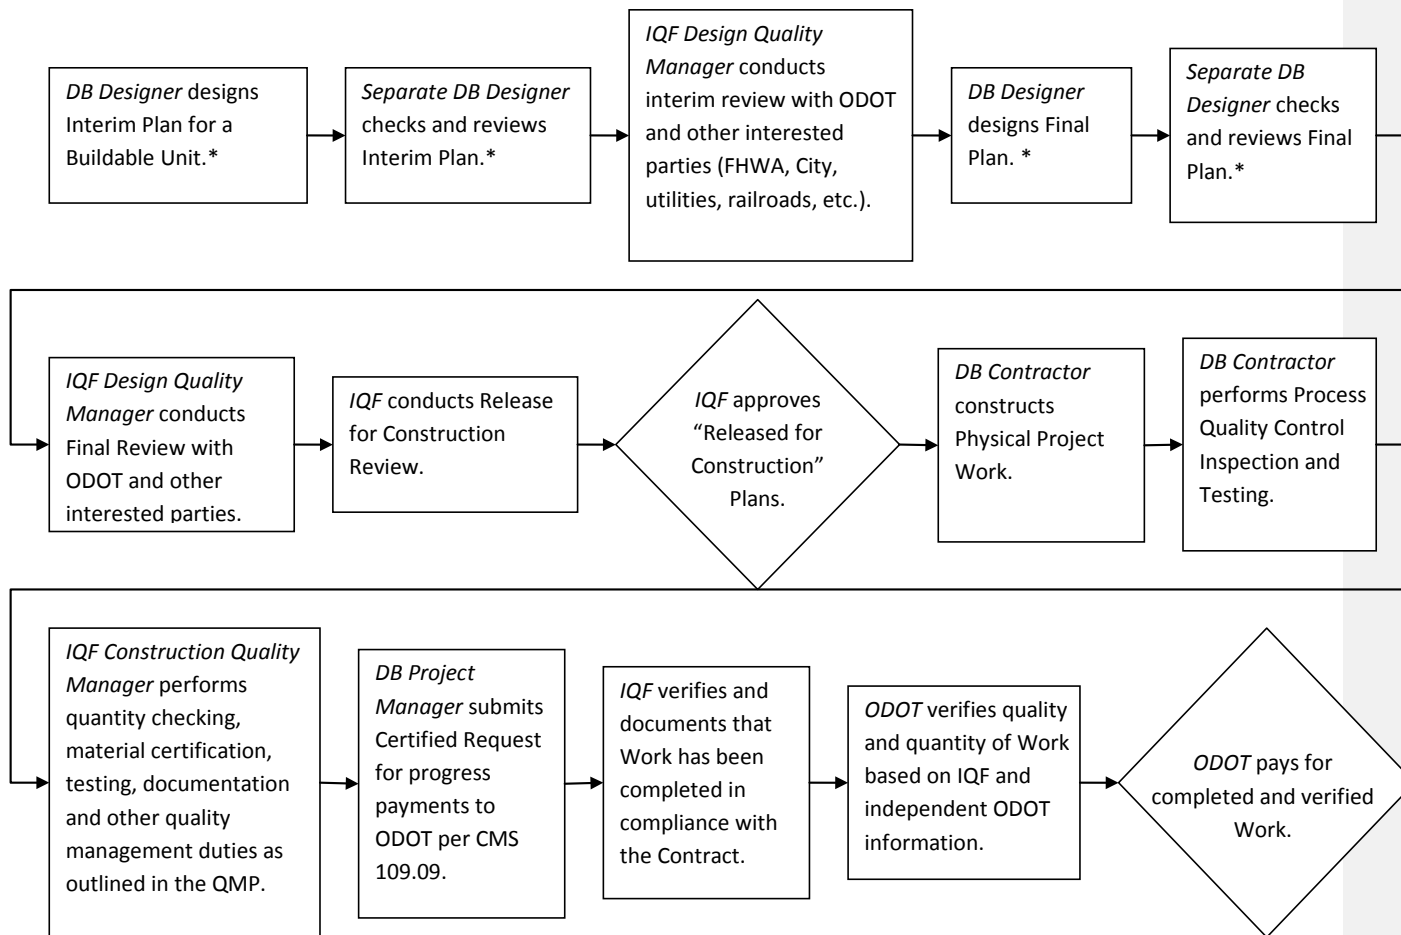 DB Designer designs
Interim Plan for a
Buildable Unit.*
Separate DB Designer
checks and reviews
Interim Plan.*
IQF Design Quality
Manager conducts
interim review with ODOT
and other interested
parties (FHWA, City,
utilities, railroads, etc.).
DB Designer
designs Final
Plan. *
Separate DB
Designer checks
and reviews Final
Plan.*
IQF Design Quality
Manager conducts
Final Review with
ODOT and other
interested parties.
IQF conducts Release
for Construction
Review.
IQF approves
“Released for
Construction”
Plans.
DB Contractor
constructs
Physical Project
Work.
DB Contractor
performs Process
Quality Control
Inspection and
Testing.
IQF Construction Quality
Manager performs
quantity checking,
material certification,
testing, documentation
and other quality
management duties as
outlined in the QMP.
DB Project
Manager submits
Certified Request
for progress
payments to
ODOT per CMS
109.09.
IQF verifies and
documents that
Work has been
completed in
compliance with
the Contract.
ODOT verifies quality
and quantity of Work
based on IQF and
independent ODOT
information.
ODOT pays for
completed and verified
Work.